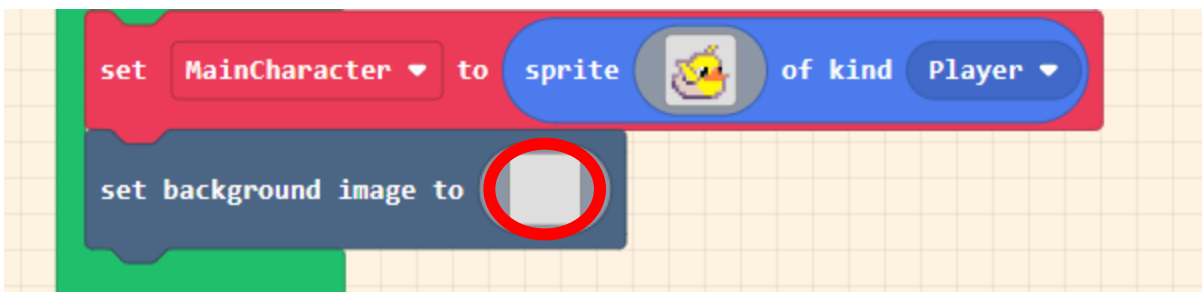 set MainCharacter to sprite of kind Player
set background image to